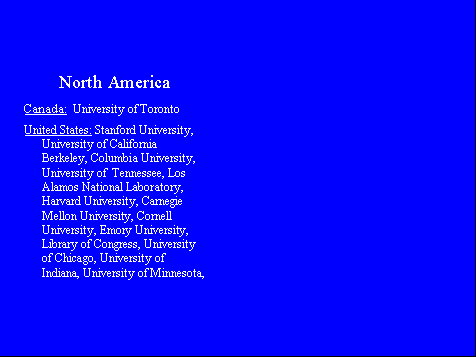 North America
Canada: University of Toronto
United States: Stanford University,
University of California
Berkeley, Columbia University,
University of Tennessee, Los
Alamos National Laboratory,
Harvard University, Carnegie
Mellon University, Cornell
University, Emory University,
Library of Congress, University
of Chicago, University of
Indiana, University of Minnesota,